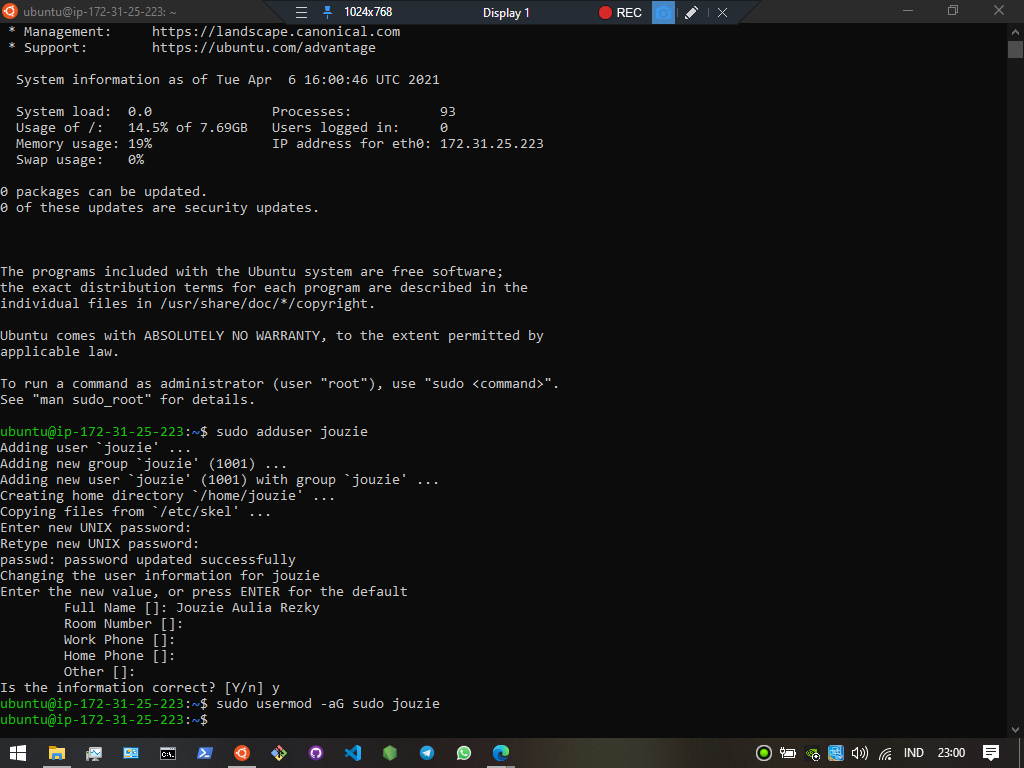 ubuntu@ip-172-31-25-223: ~
1024x768
Display 1
REC
 * Management:     https://landscape.canonical.com
 * Support:        https://ubuntu.com/advantage
  System information as of Tue Apr  6 16:00:46 UTC 2021
  System load:  0.0               Processes:           93
  Usage of /:   14.5% of 7.69GB   Users logged in:     0
  Memory usage: 19%               IP address for eth0: 172.31.25.223
  Swap usage:   0%
0 packages can be updated.
0 of these updates are security updates.
The programs included with the Ubuntu system are free software;
the exact distribution terms for each program are described in the
individual files in /usr/share/doc/*/copyright.
Ubuntu comes with ABSOLUTELY NO WARRANTY, to the extent permitted by
applicable law.
To run a command as administrator (user "root"), use "sudo <command>".
See "man sudo_root" for details.
ubuntu@ip-172-31-25-223:~$ sudo adduser jouzie
Adding user `jouzie' ...
Adding new group `jouzie' (1001) ...
Adding new user `jouzie' (1001) with group `jouzie' ...
Creating home directory `/home/jouzie' ...
Copying files from `/etc/skel' ...
Enter new UNIX password:
Retype new UNIX password:
passwd: password updated successfully
Changing the user information for jouzie
Enter the new value, or press ENTER for the default
        Full Name []: Jouzie Aulia Rezky
        Room Number []:
        Work Phone []:
        Home Phone []:
        Other []:
Is the information correct? [Y/n] y
ubuntu@ip-172-31-25-223:~$ sudo usermod -aG sudo jouzie
ubuntu@ip-172-31-25-223:~$
IND
23:00